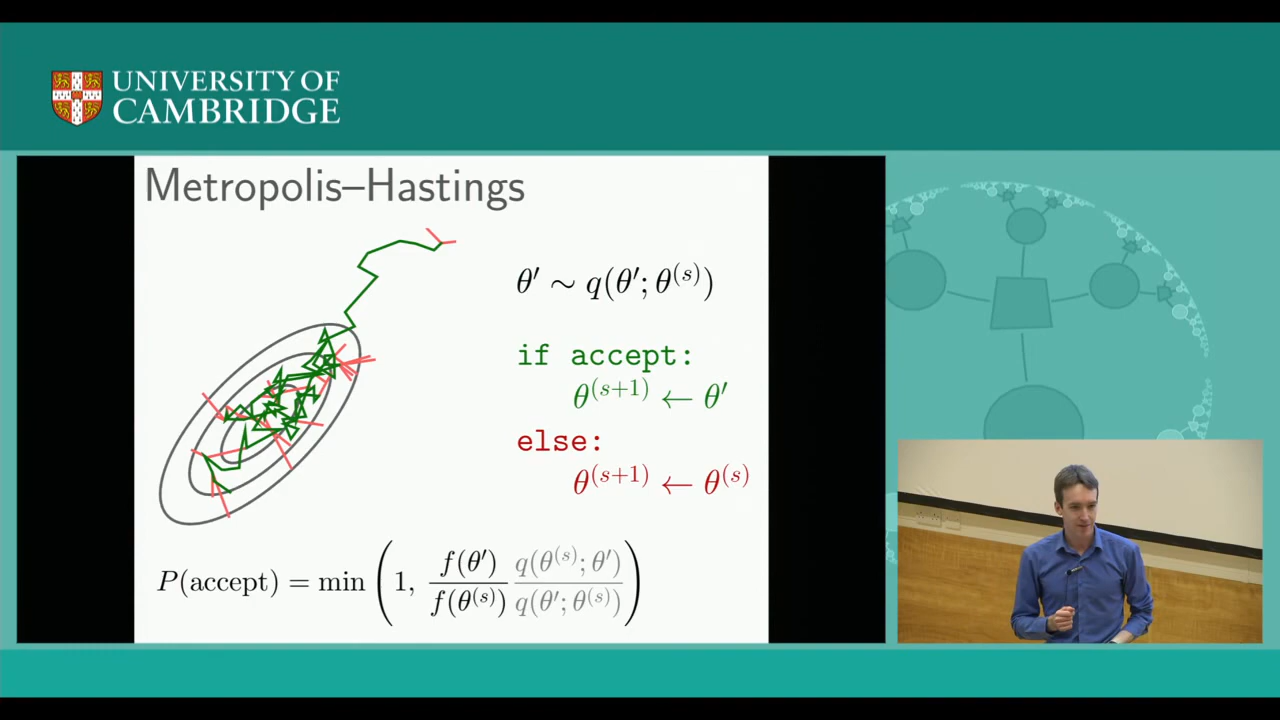 UNIVERSITY OF
CAMBRIDGE
Metropolis–Hastings
θ′ ∼ q(θ′; θ⁽ˢ⁾)
if accept:
θ⁽ˢ⁺¹⁾ ← θ′
else:
θ⁽ˢ⁺¹⁾ ← θ⁽ˢ⁾
P(accept) = min(1, f(θ′)/f(θ⁽ˢ⁾) q(θ⁽ˢ⁾; θ′)/q(θ′; θ⁽ˢ⁾))